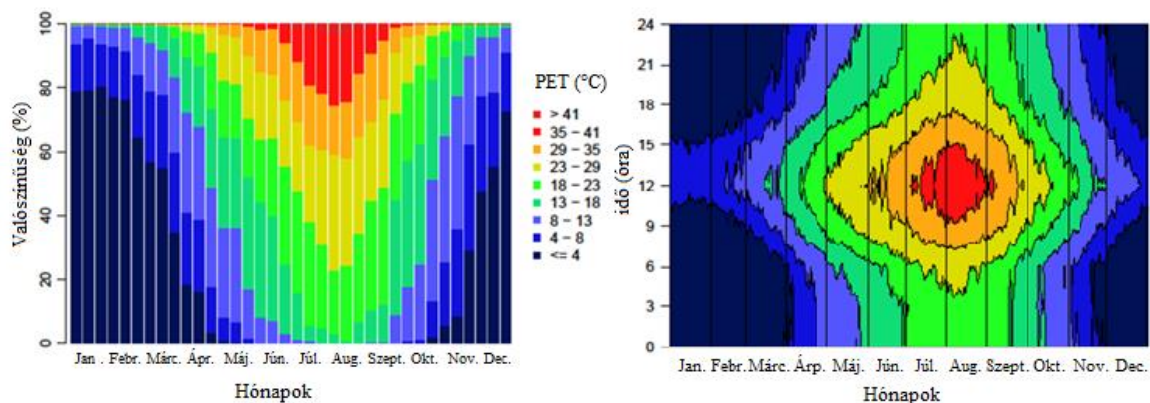 Valószínűség (%)
100
80
60
40
20
0
Jan . Febr. Márc. Ápr. Máj. Jún. Júl. Aug. Szept. Okt. Nov. Dec.
Hónapok
PET (°C)
> 41
35 – 41
29 – 35
23 – 29
18 – 23
13 – 18
8 – 13
4 – 8
<= 4
idő (óra)
24
21
18
15
12
9
6
3
0
Jan. Febr. Márc. Árp. Máj. Jún. Júl. Aug. Szept. Okt. Nov. Dec.
Hónapok